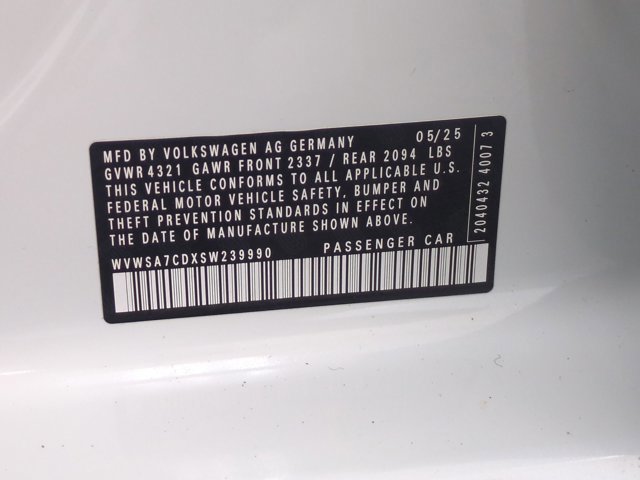 MFD BY VOLKSWAGEN AG GERMANY 05/25
GVWR 4321 GAWR FRONT 2337 / REAR 2094 LBS
THIS VEHICLE CONFORMS TO ALL APPLICABLE U.S.
FEDERAL MOTOR VEHICLE SAFETY, BUMPER AND
THEFT PREVENTION STANDARDS IN EFFECT ON
THE DATE OF MANUFACTURE SHOWN ABOVE.
WVWSA7CDXSW239990 PASSENGER CAR
2040432 4007 3